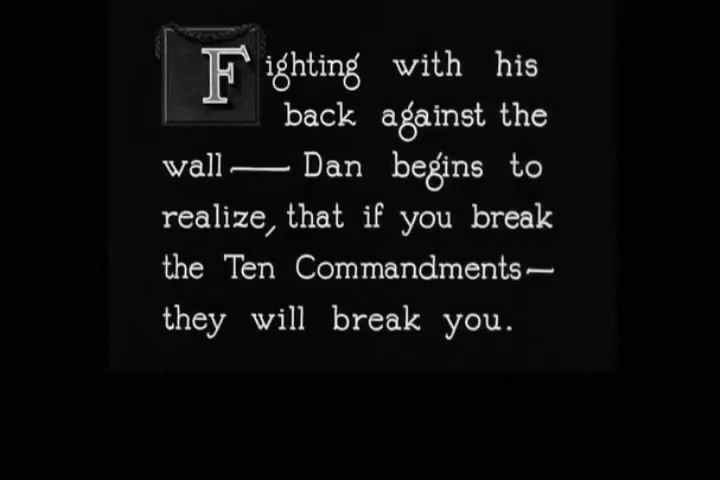 Fighting with his
back against the
wall — Dan begins to
realize, that if you break
the Ten Commandments—
they will break you.